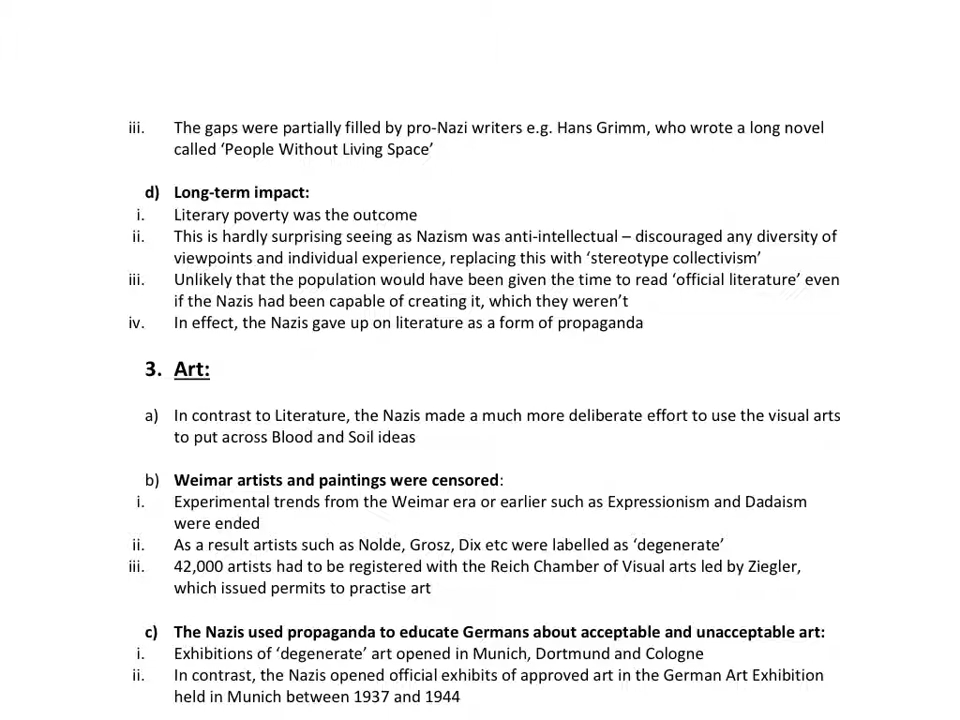 iii. The gaps were partially filled by pro-Nazi writers e.g. Hans Grimm, who wrote a long novel
called ‘People Without Living Space’
d) Long-term impact:
i. Literary poverty was the outcome
ii. This is hardly surprising seeing as Nazism was anti-intellectual – discouraged any diversity of
viewpoints and individual experience, replacing this with ‘stereotype collectivism’
iii. Unlikely that the population would have been given the time to read ‘official literature’ even
if the Nazis had been capable of creating it, which they weren’t
iv. In effect, the Nazis gave up on literature as a form of propaganda
3. Art:
a) In contrast to Literature, the Nazis made a much more deliberate effort to use the visual arts
to put across Blood and Soil ideas
b) Weimar artists and paintings were censored:
i. Experimental trends from the Weimar era or earlier such as Expressionism and Dadaism
were ended
ii. As a result artists such as Nolde, Grosz, Dix etc were labelled as ‘degenerate’
iii. 42,000 artists had to be registered with the Reich Chamber of Visual arts led by Ziegler,
which issued permits to practise art
c) The Nazis used propaganda to educate Germans about acceptable and unacceptable art:
i. Exhibitions of ‘degenerate’ art opened in Munich, Dortmund and Cologne
ii. In contrast, the Nazis opened official exhibits of approved art in the German Art Exhibition
held in Munich between 1937 and 1944